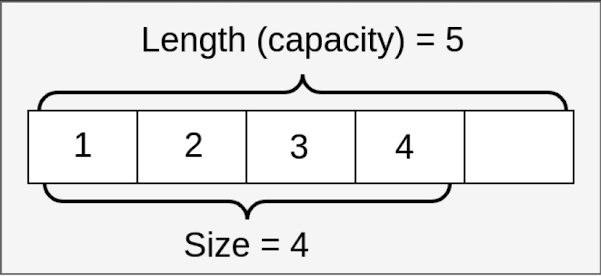 Length (capacity) = 5
1 2 3 4
Size = 4